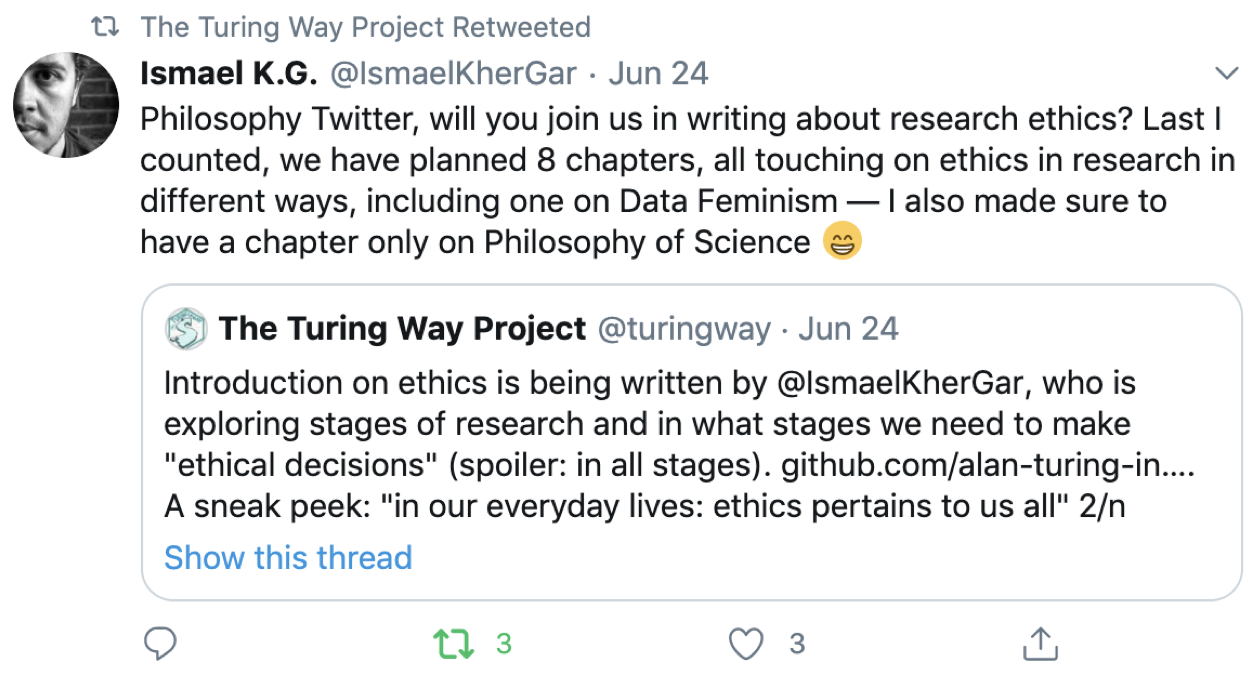 The Turing Way Project Retweeted
Ismael K.G. @IsmaelKherGar · Jun 24
Philosophy Twitter, will you join us in writing about research ethics? Last I
counted, we have planned 8 chapters, all touching on ethics in research in
different ways, including one on Data Feminism — I also made sure to
have a chapter only on Philosophy of Science 😁
The Turing Way Project @turingway · Jun 24
Introduction on ethics is being written by @IsmaelKherGar, who is
exploring stages of research and in what stages we need to make
"ethical decisions" (spoiler: in all stages). github.com/alan-turing-in....
A sneak peek: "in our everyday lives: ethics pertains to us all" 2/n
Show this thread
3 3